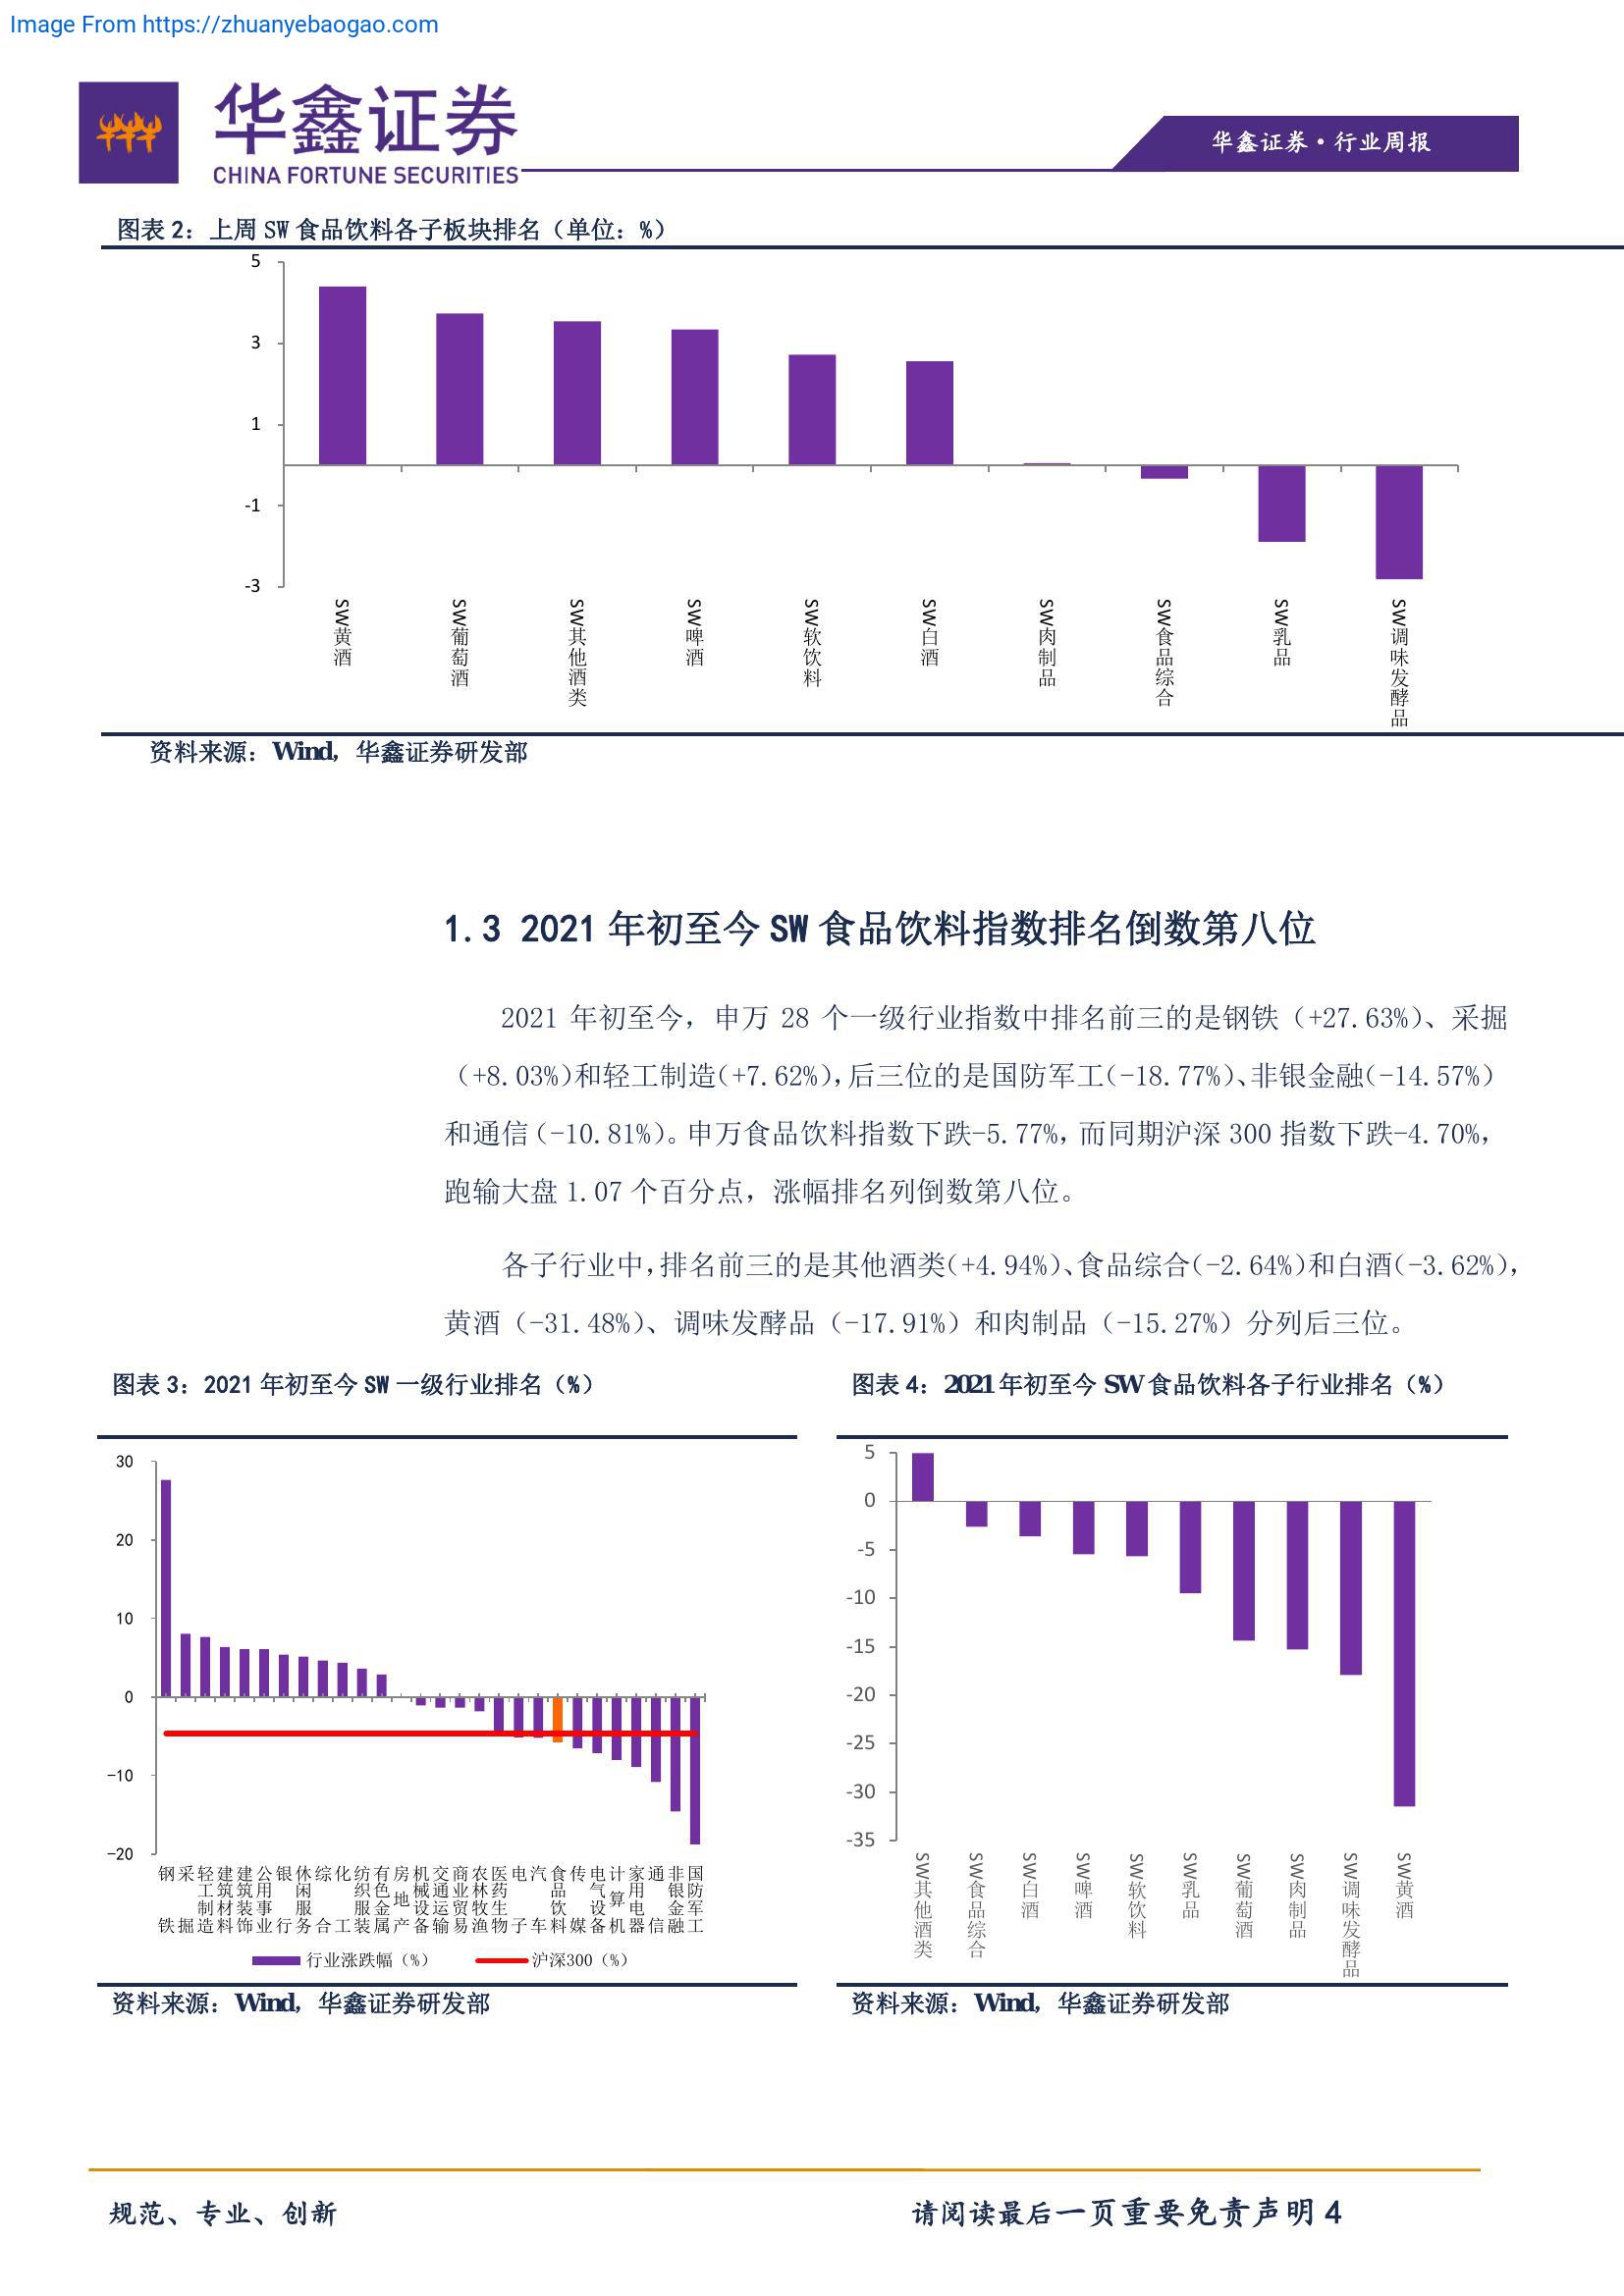 Image From https://zhuanyebaogao.com
华鑫证券
CHINA FORTUNE SECURITIES
华鑫证券·行业周报
图表 2：上周 SW 食品饮料各子板块排名（单位：%）
5
3
1
-1
-3
SW黄酒
SW葡萄酒
SW其他酒类
SW啤酒
SW软饮料
SW白酒
SW肉制品
SW食品综合
SW乳品
SW调味发酵品
资料来源：Wind，华鑫证券研发部
1.3 2021 年初至今 SW 食品饮料指数排名倒数第八位
2021 年初至今，申万 28 个一级行业指数中排名前三的是钢铁（+27.63%）、采掘
（+8.03%）和轻工制造（+7.62%），后三位的是国防军工（-18.77%）、非银金融（-14.57%）
和通信（-10.81%）。申万食品饮料指数下跌-5.77%，而同期沪深 300 指数下跌-4.70%，
跑输大盘 1.07 个百分点，涨幅排名列倒数第八位。
各子行业中，排名前三的是其他酒类（+4.94%）、食品综合（-2.64%）和白酒（-3.62%），
黄酒（-31.48%）、调味发酵品（-17.91%）和肉制品（-15.27%）分列后三位。
图表 3：2021 年初至今 SW 一级行业排名（%）
30
20
10
0
-10
-20
钢铁
采掘
轻工制造
建筑材料
建筑装饰
公用事业
银行
休闲服务
综合
化工
纺织服装
有色金属
房地产
机械设备
交通运输
商业贸易
农林牧渔
医药生物
电子
汽车
食品饮料
传媒
电气设备
计算机
家用电器
通信
非银金融
国防军工
行业涨跌幅（%）
沪深300（%）
资料来源：Wind，华鑫证券研发部
图表 4：2021 年初至今 SW 食品饮料各子行业排名（%）
5
0
-5
-10
-15
-20
-25
-30
-35
SW其他酒类
SW食品综合
SW白酒
SW啤酒
SW软饮料
SW乳品
SW葡萄酒
SW肉制品
SW调味发酵品
SW黄酒
资料来源：Wind，华鑫证券研发部
规范、专业、创新
请阅读最后一页重要免责声明 4